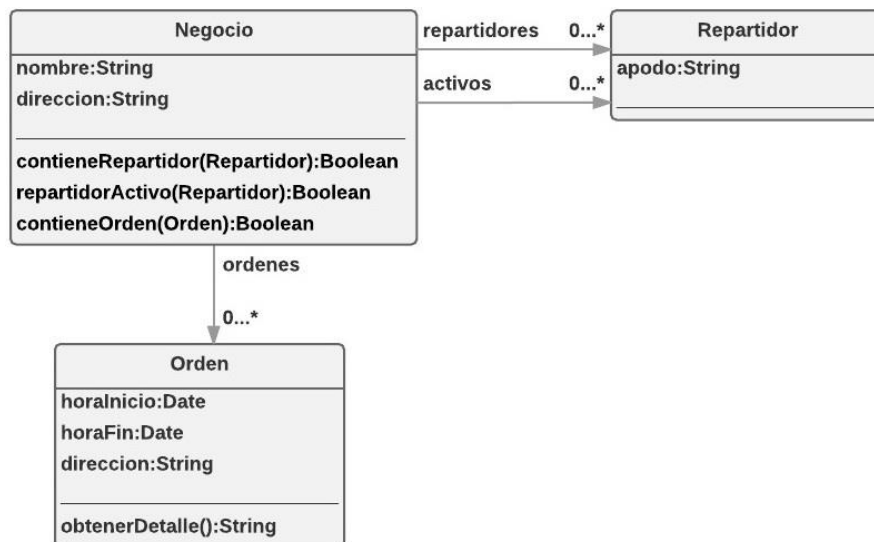 Negocio
nombre:String
direccion:String
contieneRepartidor(Repartidor):Boolean
repartidorActivo(Repartidor):Boolean
contieneOrden(Orden):Boolean
repartidores 0...*
activos 0...*
Repartidor
apodo:String
ordenes
0...*
Orden
horaInicio:Date
horaFin:Date
direccion:String
obtenerDetalle():String